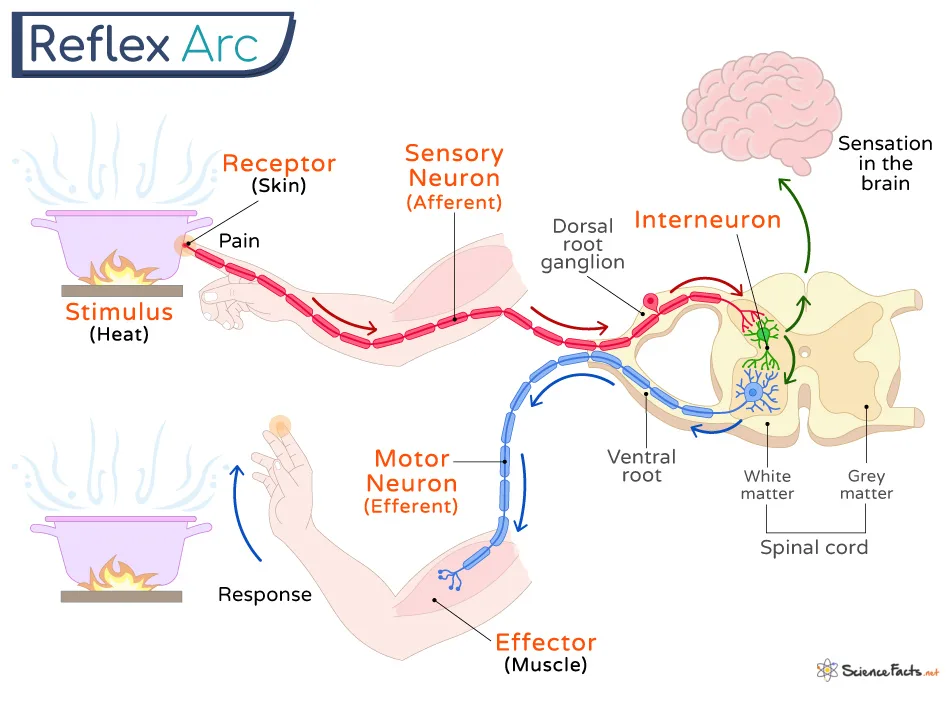 Reflex Arc
Receptor
(Skin)
Pain
Stimulus
(Heat)
Sensory
Neuron
(Afferent)
Dorsal
root
ganglion
Interneuron
Sensation
in the
brain
Motor
Neuron
(Efferent)
Ventral
root
White
matter
Grey
matter
Spinal cord
Response
Effector
(Muscle)
ScienceFacts.net